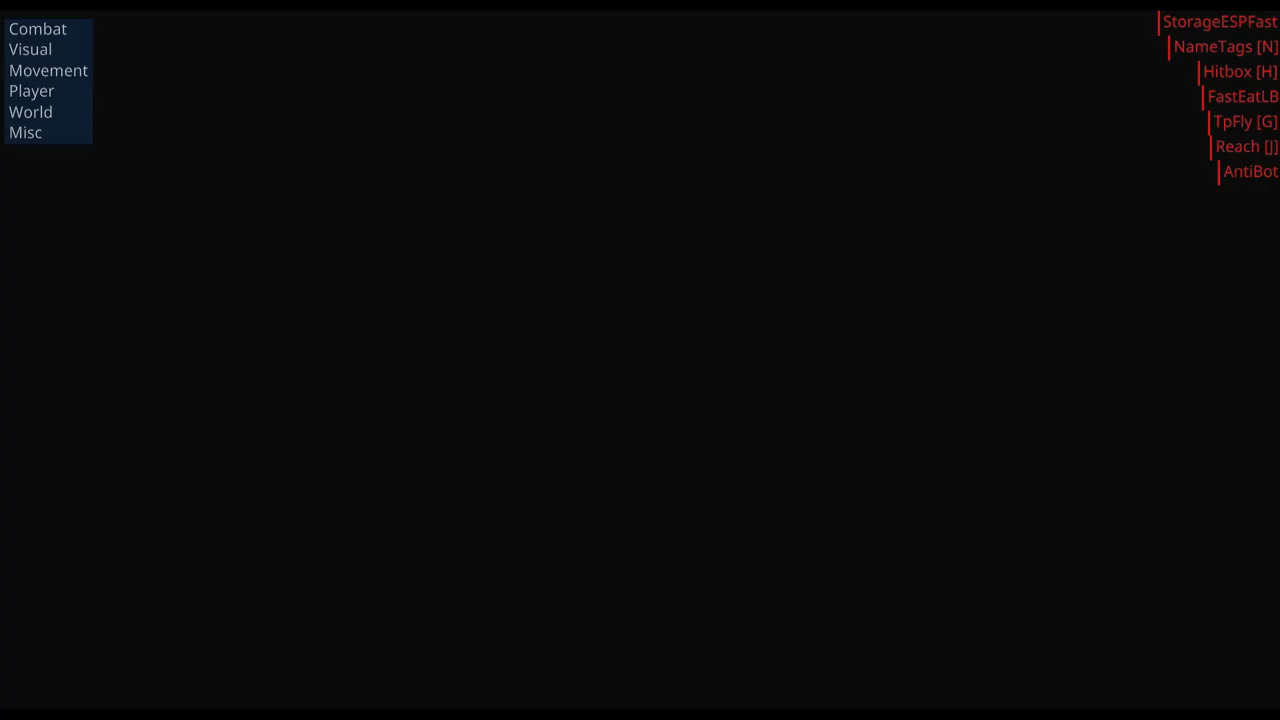 Combat
Visual
Movement
Player
World
Misc
StorageESPFast
NameTags [N]
Hitbox [H]
FastEatLB
TpFly [G]
Reach [J]
AntiBot